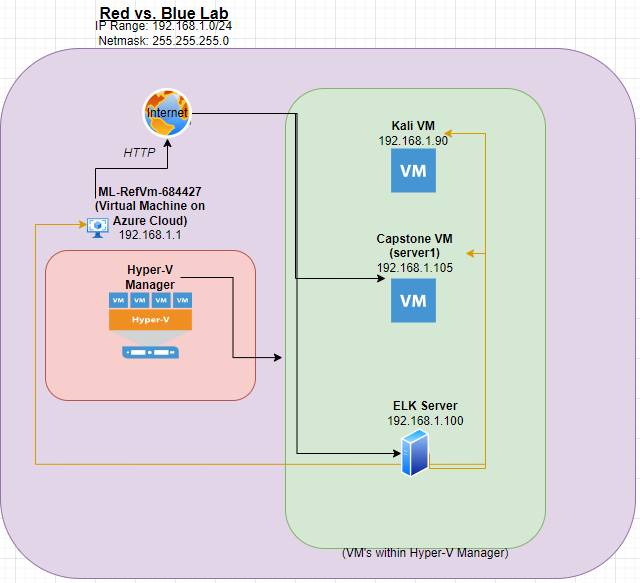 Red vs. Blue Lab
IP Range: 192.168.1.0/24
Netmask: 255.255.255.0
Internet
HTTP
ML-RefVm-684427
(Virtual Machine on
Azure Cloud)
192.168.1.1
Hyper-V
Manager
VM VM VM VM
Hyper-V
Kali VM
192.168.1.90
VM
Capstone VM
(server1)
192.168.1.105
VM
ELK Server
192.168.1.100
(VM's within Hyper-V Manager)